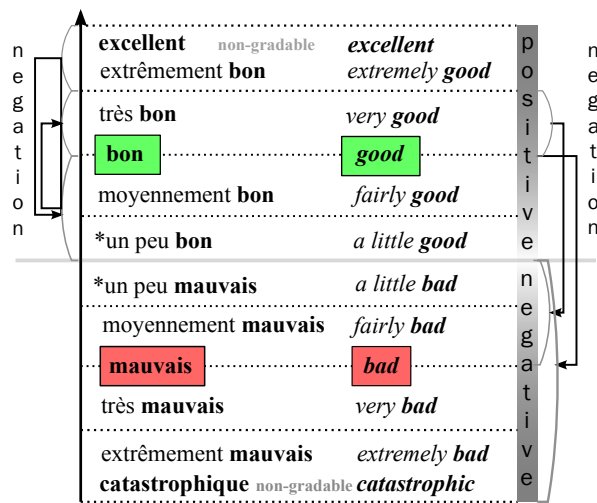 negation
excellent non-gradable excellent
extrêmement bon extremely good
très bon very good
bon good
moyennement bon fairly good
*un peu bon a little good
*un peu mauvais a little bad
moyennement mauvais fairly bad
mauvais bad
très mauvais very bad
extrêmement mauvais extremely bad
catastrophique non-gradable catastrophic
positive
negative
negation